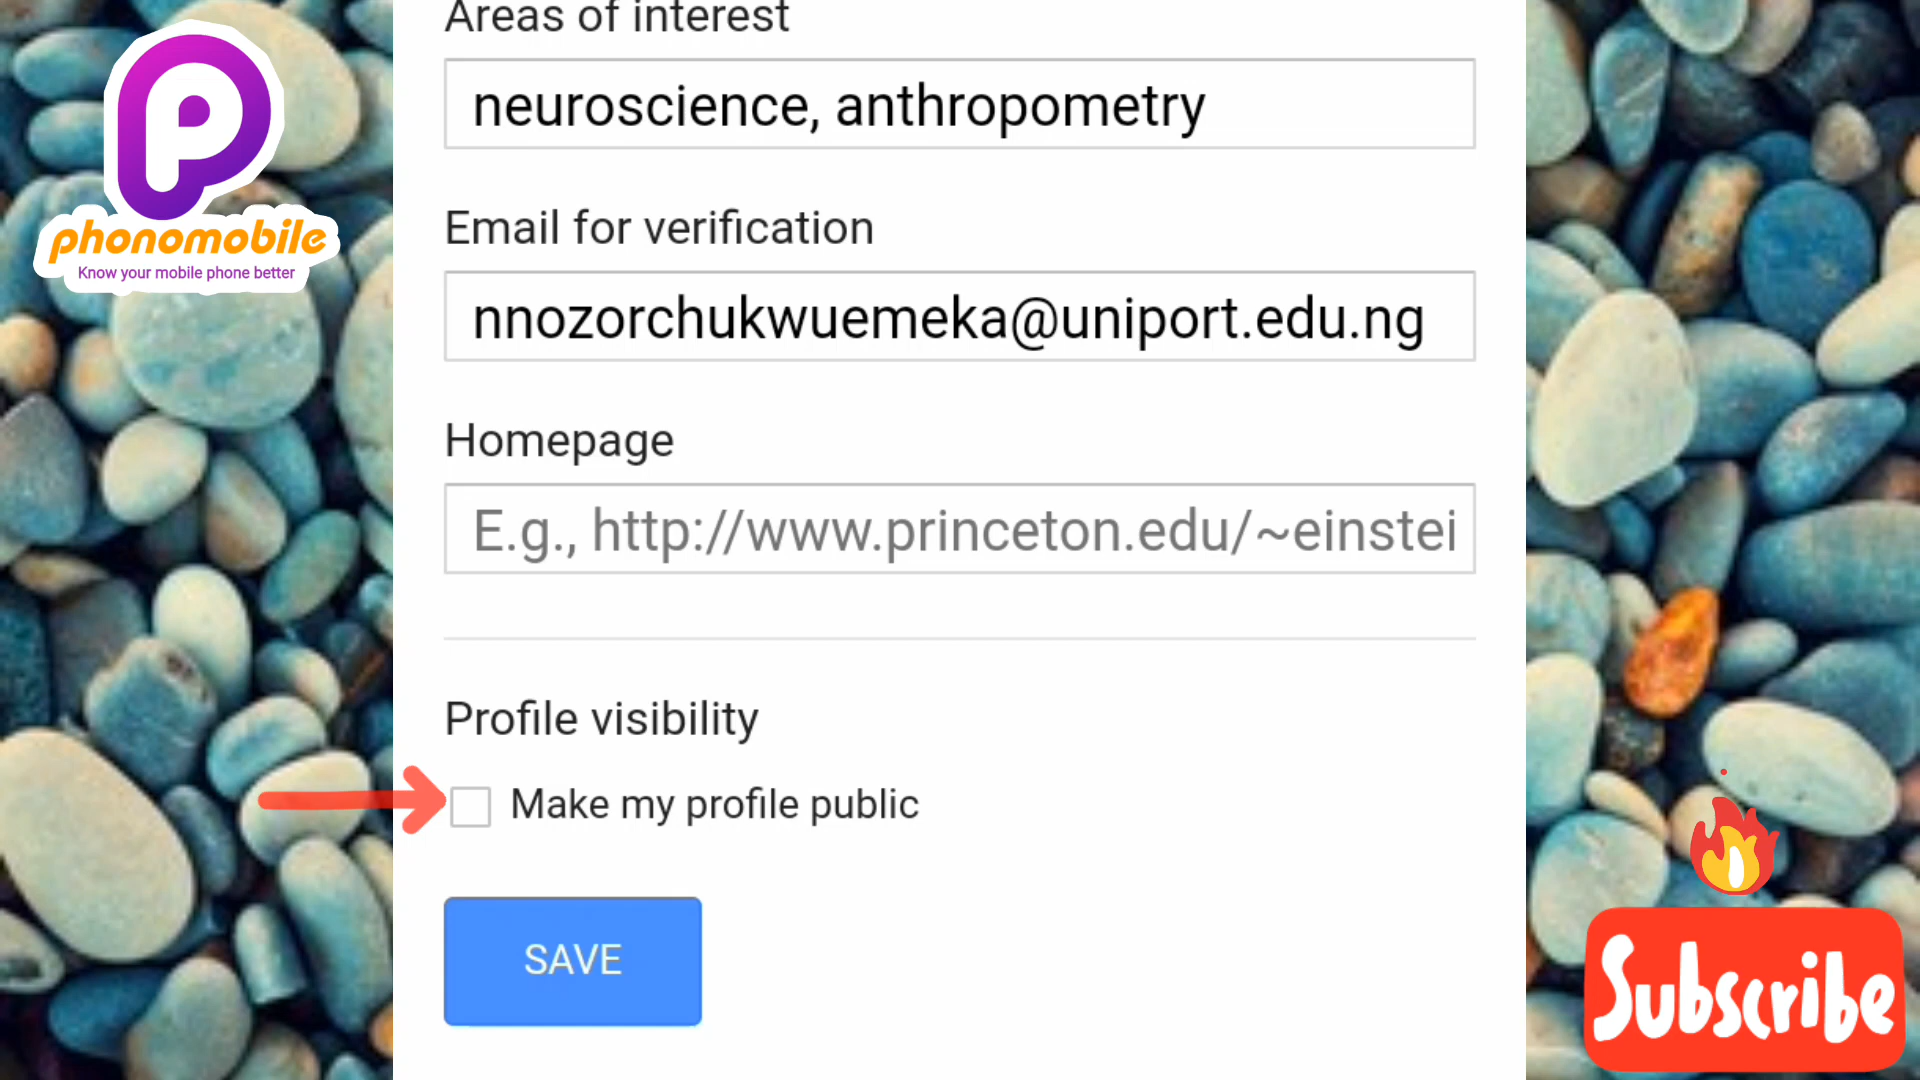 Areas of interest
neuroscience, anthropometry
Email for verification
nnozorchukwuemeka@uniport.edu.ng
Homepage
E.g., http://www.princeton.edu/~einstei
Profile visibility
Make my profile public
SAVE
P
phonomobile
Know your mobile phone better
Subscribe